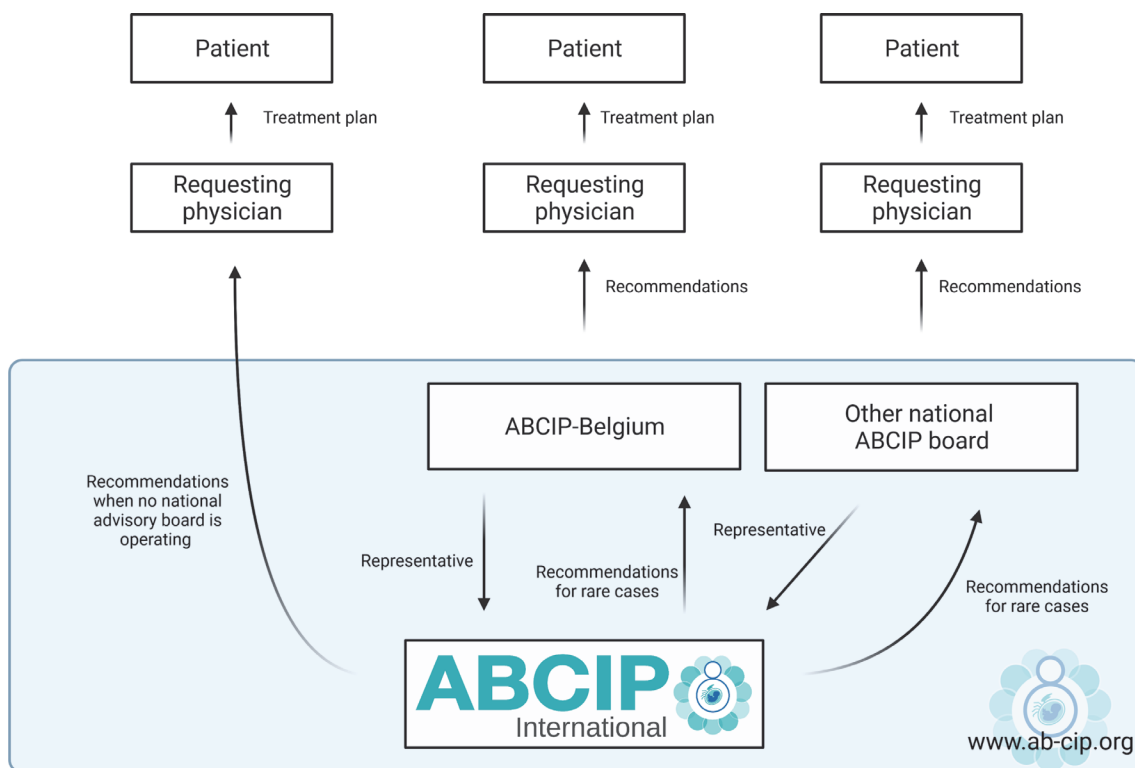 Patient
Patient
Patient
Treatment plan
Treatment plan
Treatment plan
Requesting
physician
Requesting
physician
Requesting
physician
Recommendations
Recommendations
ABCIP-Belgium
Other national
ABCIP board
Recommendations
when no national
advisory board is
operating
Representative
Recommendations
for rare cases
Representative
Recommendations
for rare cases
ABCIP
International
www.ab-cip.org